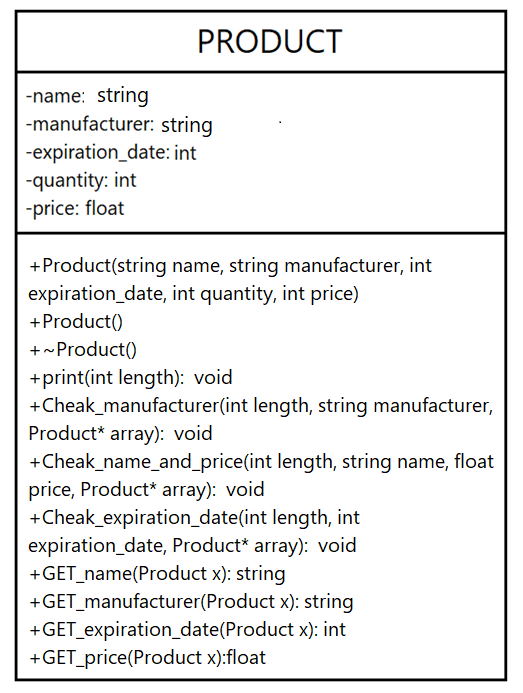 PRODUCT
-name: string
-manufacturer: string
-expiration_date: int
-quantity: int
-price: float
+Product(string name, string manufacturer, int
expiration_date, int quantity, int price)
+Product()
+~Product()
+print(int length): void
+Cheak_manufacturer(int length, string manufacturer,
Product* array): void
+Cheak_name_and_price(int length, string name, float
price, Product* array): void
+Cheak_expiration_date(int length, int
expiration_date, Product* array): void
+GET_name(Product x): string
+GET_manufacturer(Product x): string
+GET_expiration_date(Product x): int
+GET_price(Product x):float